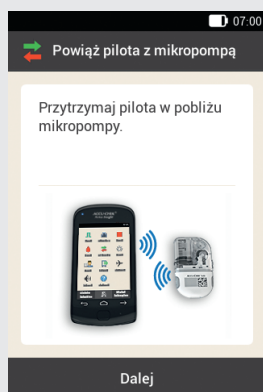 07:00
Powiąż pilota z mikropompą
Przytrzymaj pilota w pobliżu
mikropompy.
Dalej